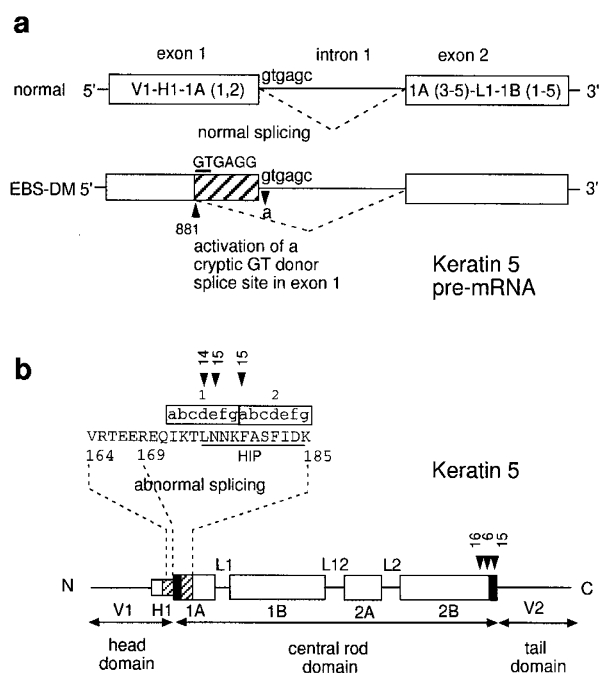 a
exon 1 intron 1 exon 2
gtgagc
normal 5' V1-H1-1A (1,2) 1A (3-5)-L1-1B (1-5) 3'
normal splicing
GTGAGG
gtgagc
EBS-DM 5' 3'
a
881
activation of a
cryptic GT donor
splice site in exon 1
Keratin 5
pre-mRNA
b
14 15 15
1 2
abcdefg abcdefg
VRTEEREQIKTLNNKFASFIDK
164 169 HIP 185
Keratin 5
abnormal splicing
16 6 15
L1 L12 L2
N C
V1 H1 1A 1B 2A 2B V2
head
domain
central rod
domain
tail
domain